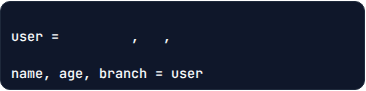 user = , ,
name, age, branch = user